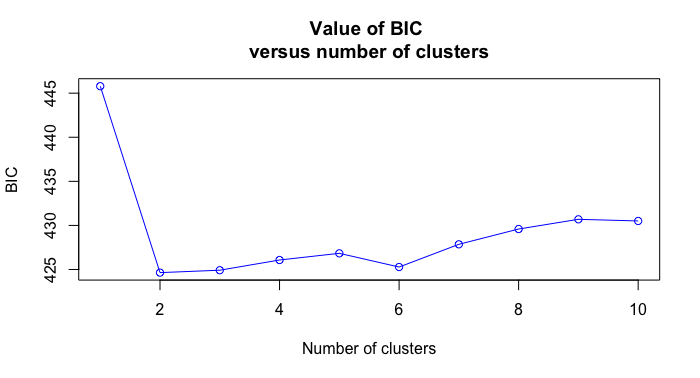 Value of BIC
versus number of clusters
BIC
445
440
435
430
425
2 4 6 8 10
Number of clusters